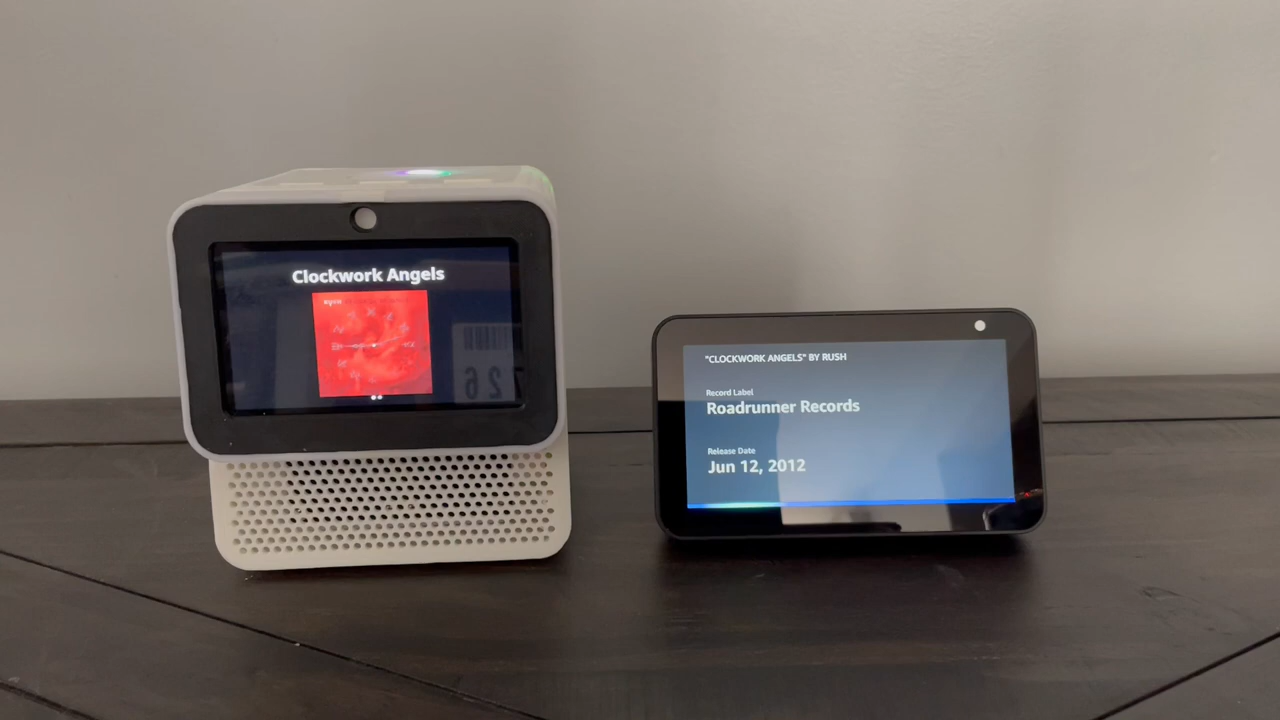 Clockwork Angels
"CLOCKWORK ANGELS" BY RUSH
Record Label
Roadrunner Records
Release Date
Jun 12, 2012